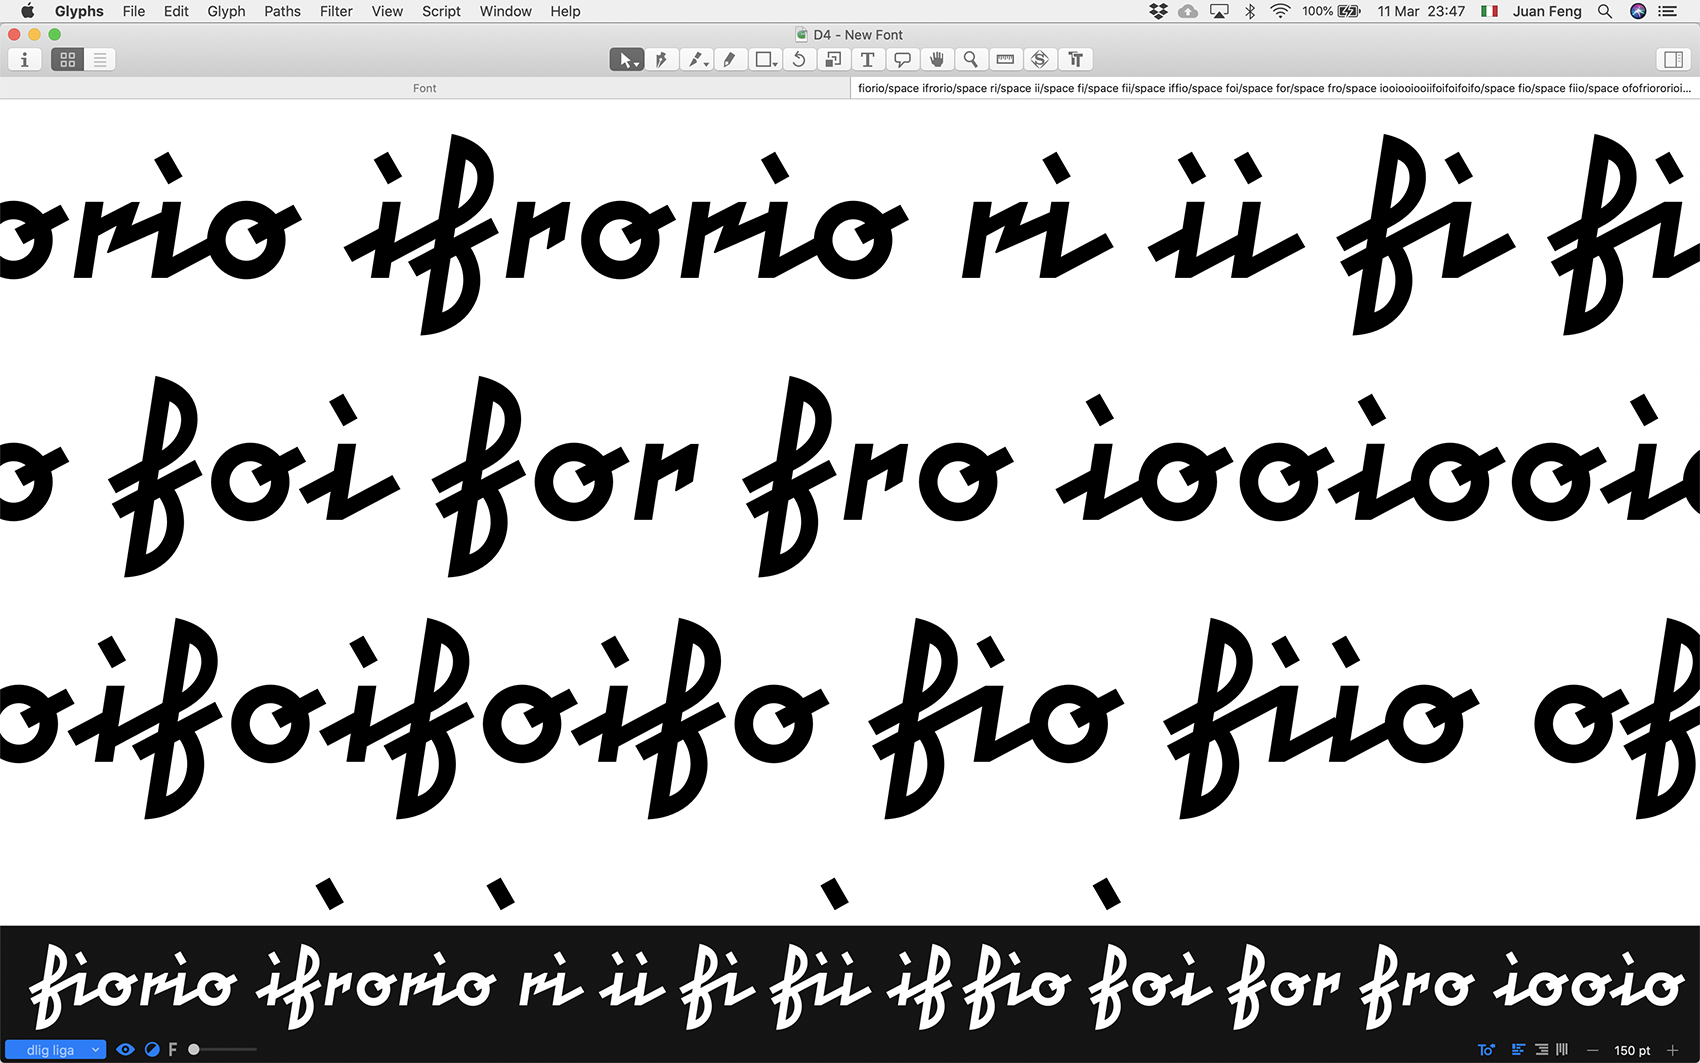 Glyphs File Edit Glyph Paths Filter View Script Window Help 100% 11 Mar 23:47 Juan Feng
D4 - New Font
Font
fiorio/space ifrorio/space ri/space ii/space fi/space fii/space iffio/space foi/space for/space fro/space iooioiooiifoifoifoifo/space fio/space fiio/space ofofriororioi...
orio ifrorio ri ii fi fi
o foi for fro iooiooio
oifoifoifo fio fiio of
fiorio ifrorio ri ii fi fii if fio foi for fro iooio
dlig liga F 150 pt